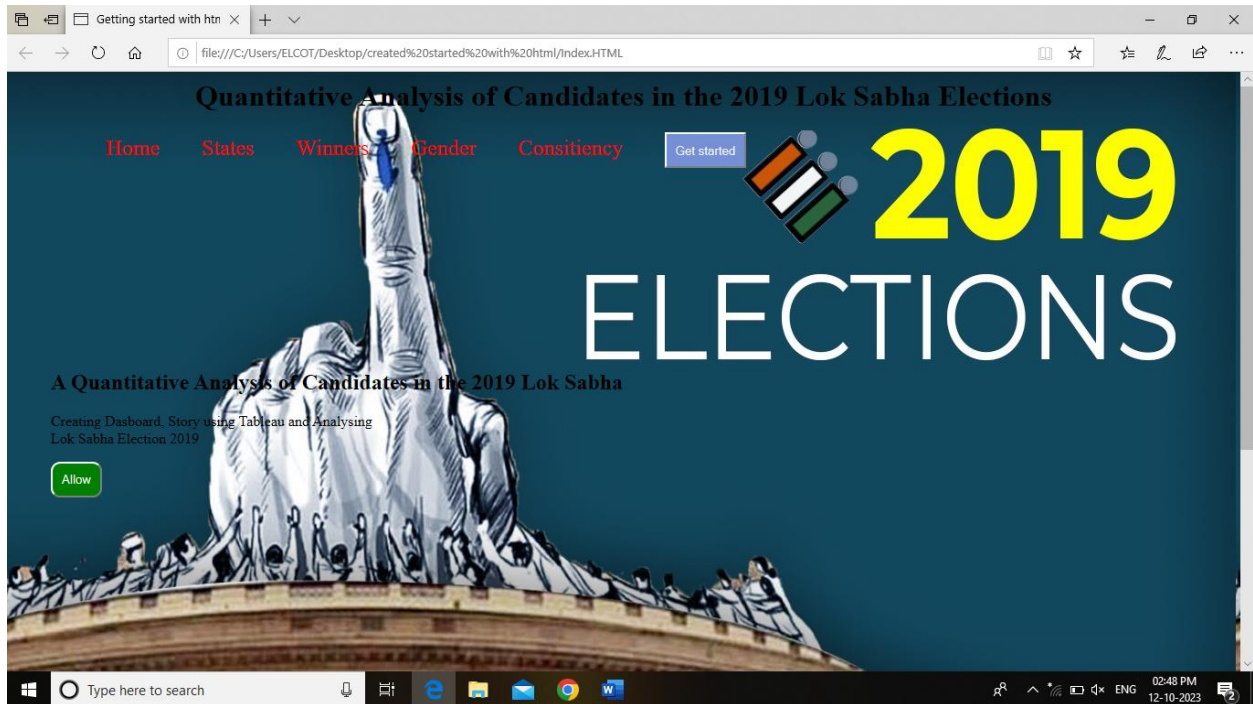 Getting started with htn
file:///C:/Users/ELCOT/Desktop/created%20started%20with%20html/Index.HTML
Quantitative Analysis of Candidates in the 2019 Lok Sabha Elections
Home States Winners Gender Consitiency Get started
2019
ELECTIONS
A Quantitative Analysis of Candidates in the 2019 Lok Sabha
Creating Dasboard, Story using Tableau and Analysing
Lok Sabha Election 2019
Allow
Type here to search
ENG
02:48 PM
12-10-2023
2